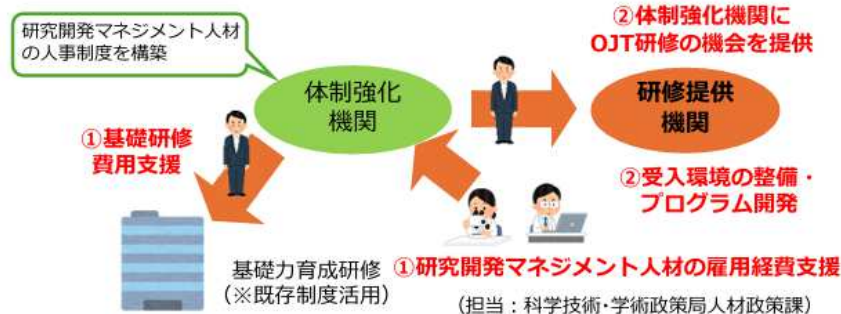 研究開発マネジメント人材
の人事制度を構築
②体制強化機関に
OJT研修の機会を提供
体制強化
機関
研修提供
機関
①基礎研修
費用支援
②受入環境の整備・
プログラム開発
基礎力育成研修
（※既存制度活用）
①研究開発マネジメント人材の雇用経費支援
（担当：科学技術･学術政策局人材政策課）